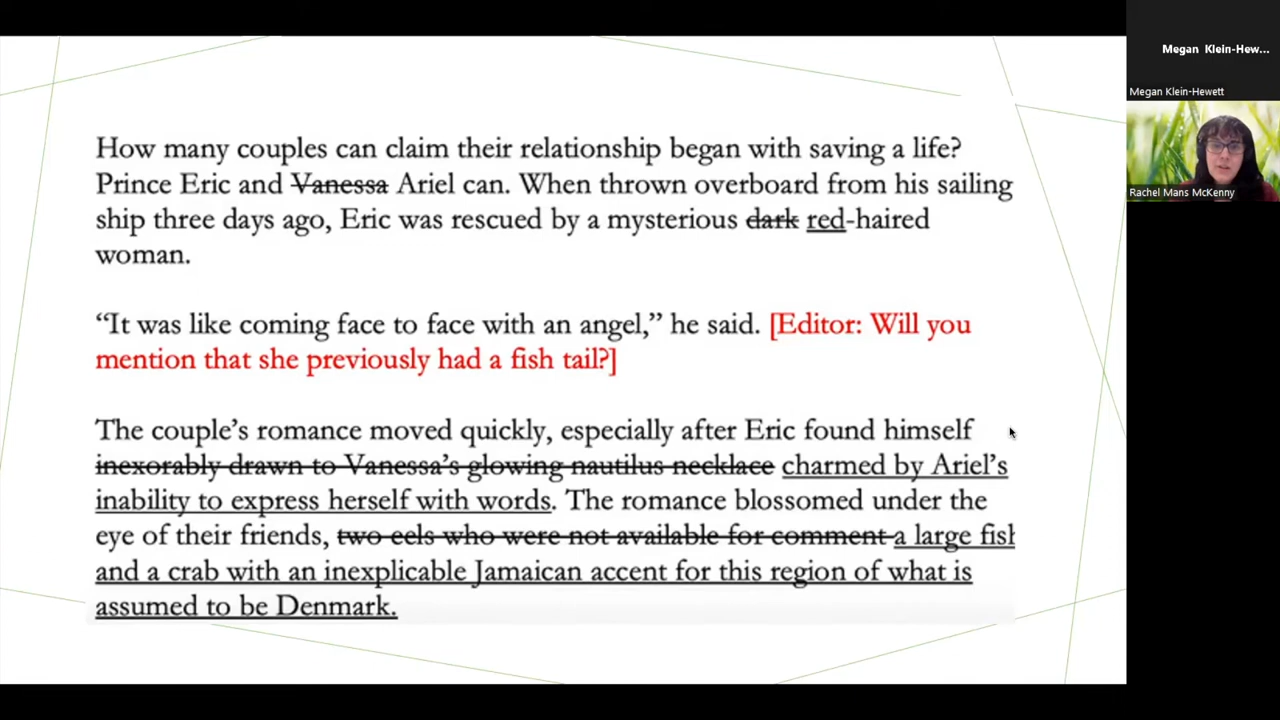 How many couples can claim their relationship began with saving a life?
Prince Eric and Vanessa Ariel can. When thrown overboard from his sailing
ship three days ago, Eric was rescued by a mysterious dark red-haired
woman.
“It was like coming face to face with an angel,” he said. [Editor: Will you
mention that she previously had a fish tail?]
The couple’s romance moved quickly, especially after Eric found himself
inexorably drawn to Vanessa’s glowing nautilus necklace charmed by Ariel’s
inability to express herself with words. The romance blossomed under the
eye of their friends, two eels who were not available for comment a large fish
and a crab with an inexplicable Jamaican accent for this region of what is
assumed to be Denmark.
Megan Klein-Hew...
Megan Klein-Hewett
Rachel Mans McKenny